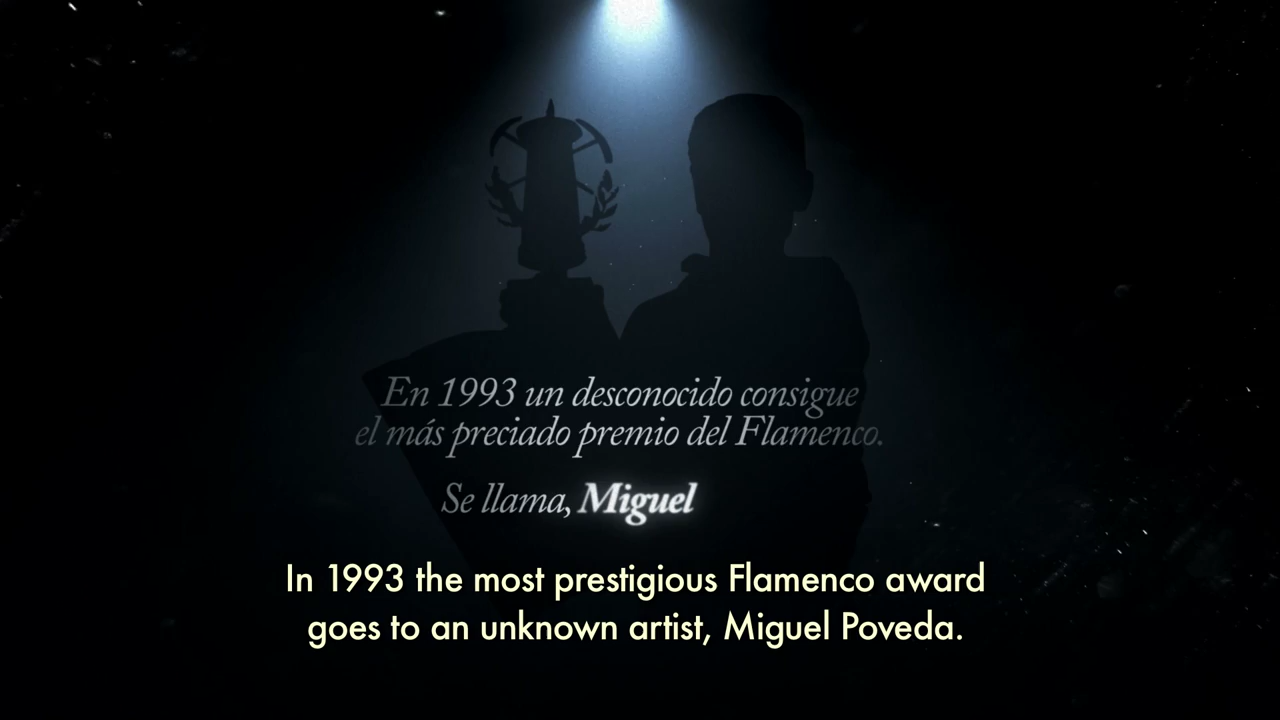 En 1993 un desconocido consigue
el más preciado premio del Flamenco.
Se llama, Miguel
In 1993 the most prestigious Flamenco award
goes to an unknown artist, Miguel Poveda.